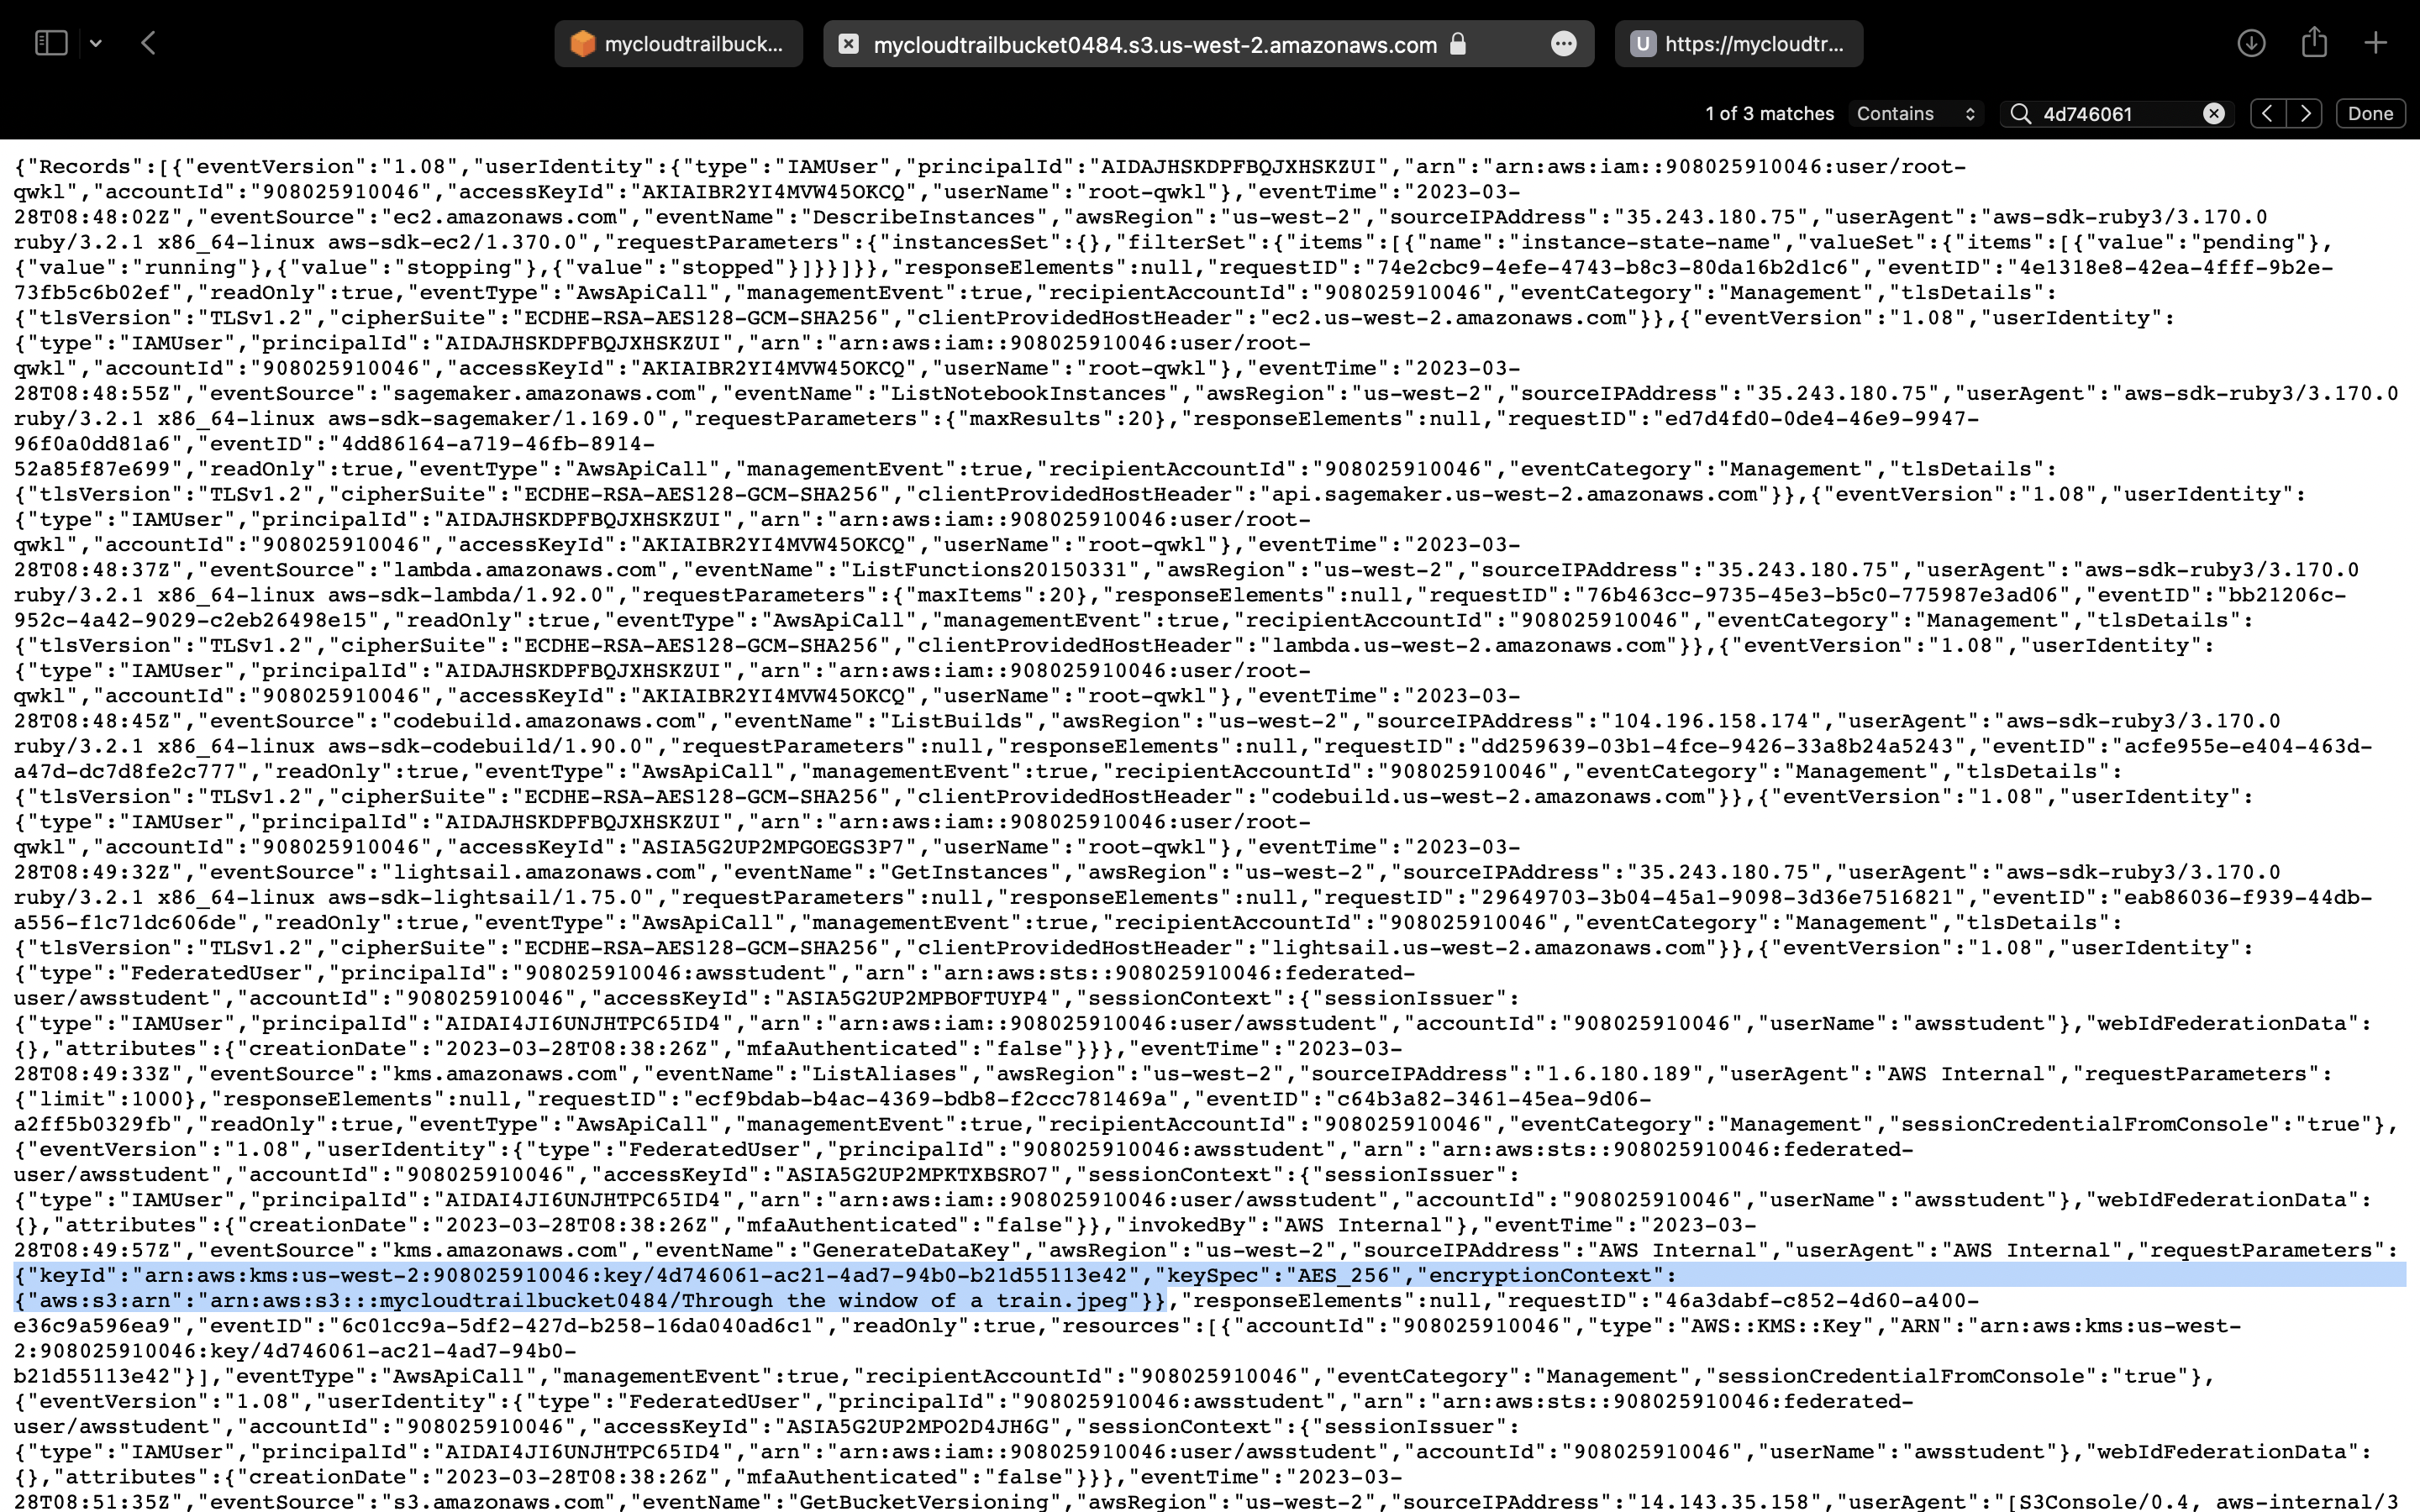 mycloudtrailbuck...
mycloudtrailbucket0484.s3.us-west-2.amazonaws.com
U https://mycloudtr...
1 of 3 matches Contains 4d746061 Done
{"Records":[{"eventVersion":"1.08","userIdentity":{"type":"IAMUser","principalId":"AIDAJHSKDPFBQJXHSKZUI","arn":"arn:aws:iam::908025910046:user/root-
qwkl","accountId":"908025910046","accessKeyId":"AKIAIBR2YI4MVW45OKCQ","userName":"root-qwkl"},"eventTime":"2023-03-
28T08:48:02Z","eventSource":"ec2.amazonaws.com","eventName":"DescribeInstances","awsRegion":"us-west-2","sourceIPAddress":"35.243.180.75","userAgent":"aws-sdk-ruby3/3.170.0
ruby/3.2.1 x86_64-linux aws-sdk-ec2/1.370.0","requestParameters":{"instancesSet":{},"filterSet":{"items":[{"name":"instance-state-name","valueSet":{"items":[{"value":"pending"},
{"value":"running"},{"value":"stopping"},{"value":"stopped"}]}}]}},"responseElements":null,"requestID":"74e2cbc9-4efe-4743-b8c3-80da16b2d1c6","eventID":"4e1318e8-42ea-4fff-9b2e-
73fb5c6b02ef","readOnly":true,"eventType":"AwsApiCall","managementEvent":true,"recipientAccountId":"908025910046","eventCategory":"Management","tlsDetails":
{"tlsVersion":"TLSv1.2","cipherSuite":"ECDHE-RSA-AES128-GCM-SHA256","clientProvidedHostHeader":"ec2.us-west-2.amazonaws.com"}},{"eventVersion":"1.08","userIdentity":
{"type":"IAMUser","principalId":"AIDAJHSKDPFBQJXHSKZUI","arn":"arn:aws:iam::908025910046:user/root-
qwkl","accountId":"908025910046","accessKeyId":"AKIAIBR2YI4MVW45OKCQ","userName":"root-qwkl"},"eventTime":"2023-03-
28T08:48:55Z","eventSource":"sagemaker.amazonaws.com","eventName":"ListNotebookInstances","awsRegion":"us-west-2","sourceIPAddress":"35.243.180.75","userAgent":"aws-sdk-ruby3/3.170.0
ruby/3.2.1 x86_64-linux aws-sdk-sagemaker/1.169.0","requestParameters":{"maxResults":20},"responseElements":null,"requestID":"ed7d4fd0-0de4-46e9-9947-
96f0a0dd81a6","eventID":"4dd86164-a719-46fb-8914-
52a85f87e699","readOnly":true,"eventType":"AwsApiCall","managementEvent":true,"recipientAccountId":"908025910046","eventCategory":"Management","tlsDetails":
{"tlsVersion":"TLSv1.2","cipherSuite":"ECDHE-RSA-AES128-GCM-SHA256","clientProvidedHostHeader":"api.sagemaker.us-west-2.amazonaws.com"}},{"eventVersion":"1.08","userIdentity":
{"type":"IAMUser","principalId":"AIDAJHSKDPFBQJXHSKZUI","arn":"arn:aws:iam::908025910046:user/root-
qwkl","accountId":"908025910046","accessKeyId":"AKIAIBR2YI4MVW45OKCQ","userName":"root-qwkl"},"eventTime":"2023-03-
28T08:48:37Z","eventSource":"lambda.amazonaws.com","eventName":"ListFunctions20150331","awsRegion":"us-west-2","sourceIPAddress":"35.243.180.75","userAgent":"aws-sdk-ruby3/3.170.0
ruby/3.2.1 x86_64-linux aws-sdk-lambda/1.92.0","requestParameters":{"maxItems":20},"responseElements":null,"requestID":"76b463cc-9735-45e3-b5c0-775987e3ad06","eventID":"bb21206c-
952c-4a42-9029-c2eb26498e15","readOnly":true,"eventType":"AwsApiCall","managementEvent":true,"recipientAccountId":"908025910046","eventCategory":"Management","tlsDetails":
{"tlsVersion":"TLSv1.2","cipherSuite":"ECDHE-RSA-AES128-GCM-SHA256","clientProvidedHostHeader":"lambda.us-west-2.amazonaws.com"}},{"eventVersion":"1.08","userIdentity":
{"type":"IAMUser","principalId":"AIDAJHSKDPFBQJXHSKZUI","arn":"arn:aws:iam::908025910046:user/root-
qwkl","accountId":"908025910046","accessKeyId":"AKIAIBR2YI4MVW45OKCQ","userName":"root-qwkl"},"eventTime":"2023-03-
28T08:48:45Z","eventSource":"codebuild.amazonaws.com","eventName":"ListBuilds","awsRegion":"us-west-2","sourceIPAddress":"104.196.158.174","userAgent":"aws-sdk-ruby3/3.170.0
ruby/3.2.1 x86_64-linux aws-sdk-codebuild/1.90.0","requestParameters":null,"responseElements":null,"requestID":"dd259639-03b1-4fce-9426-33a8b24a5243","eventID":"acfe955e-e404-463d-
a47d-dc7d8fe2c777","readOnly":true,"eventType":"AwsApiCall","managementEvent":true,"recipientAccountId":"908025910046","eventCategory":"Management","tlsDetails":
{"tlsVersion":"TLSv1.2","cipherSuite":"ECDHE-RSA-AES128-GCM-SHA256","clientProvidedHostHeader":"codebuild.us-west-2.amazonaws.com"}},{"eventVersion":"1.08","userIdentity":
{"type":"IAMUser","principalId":"AIDAJHSKDPFBQJXHSKZUI","arn":"arn:aws:iam::908025910046:user/root-
qwkl","accountId":"908025910046","accessKeyId":"ASIA5G2UP2MPGOEGS3P7","userName":"root-qwkl"},"eventTime":"2023-03-
28T08:49:32Z","eventSource":"lightsail.amazonaws.com","eventName":"GetInstances","awsRegion":"us-west-2","sourceIPAddress":"35.243.180.75","userAgent":"aws-sdk-ruby3/3.170.0
ruby/3.2.1 x86_64-linux aws-sdk-lightsail/1.75.0","requestParameters":null,"responseElements":null,"requestID":"29649703-3b04-45a1-9098-3d36e7516821","eventID":"eab86036-f939-44db-
a556-f1c71dc606de","readOnly":true,"eventType":"AwsApiCall","managementEvent":true,"recipientAccountId":"908025910046","eventCategory":"Management","tlsDetails":
{"tlsVersion":"TLSv1.2","cipherSuite":"ECDHE-RSA-AES128-GCM-SHA256","clientProvidedHostHeader":"lightsail.us-west-2.amazonaws.com"}},{"eventVersion":"1.08","userIdentity":
{"type":"FederatedUser","principalId":"908025910046:awsstudent","arn":"arn:aws:sts::908025910046:federated-
user/awsstudent","accountId":"908025910046","accessKeyId":"ASIA5G2UP2MPBOFTUYP4","sessionContext":{"sessionIssuer":
{"type":"IAMUser","principalId":"AIDAI4JI6UNJHTPC65ID4","arn":"arn:aws:iam::908025910046:user/awsstudent","accountId":"908025910046","userName":"awsstudent"},"webIdFederationData":
{},"attributes":{"creationDate":"2023-03-28T08:38:26Z","mfaAuthenticated":"false"}}},"eventTime":"2023-03-
28T08:49:33Z","eventSource":"kms.amazonaws.com","eventName":"ListAliases","awsRegion":"us-west-2","sourceIPAddress":"1.6.180.189","userAgent":"AWS Internal","requestParameters":
{"limit":1000},"responseElements":null,"requestID":"ecf9bdab-b4ac-4369-bdb8-f2ccc781469a","eventID":"c64b3a82-3461-45ea-9d06-
a2ff5b0329fb","readOnly":true,"eventType":"AwsApiCall","managementEvent":true,"recipientAccountId":"908025910046","eventCategory":"Management","sessionCredentialFromConsole":"true"},
{"eventVersion":"1.08","userIdentity":{"type":"FederatedUser","principalId":"908025910046:awsstudent","arn":"arn:aws:sts::908025910046:federated-
user/awsstudent","accountId":"908025910046","accessKeyId":"ASIA5G2UP2MPKTXBSRO7","sessionContext":{"sessionIssuer":
{"type":"IAMUser","principalId":"AIDAI4JI6UNJHTPC65ID4","arn":"arn:aws:iam::908025910046:user/awsstudent","accountId":"908025910046","userName":"awsstudent"},"webIdFederationData":
{},"attributes":{"creationDate":"2023-03-28T08:38:26Z","mfaAuthenticated":"false"}},"invokedBy":"AWS Internal"},"eventTime":"2023-03-
28T08:49:57Z","eventSource":"kms.amazonaws.com","eventName":"GenerateDataKey","awsRegion":"us-west-2","sourceIPAddress":"AWS Internal","userAgent":"AWS Internal","requestParameters":
{"keyId":"arn:aws:kms:us-west-2:908025910046:key/4d746061-ac21-4ad7-94b0-b21d55113e42","keySpec":"AES_256","encryptionContext":
{"aws:s3:arn":"arn:aws:s3:::mycloudtrailbucket0484/Through the window of a train.jpeg"}},"responseElements":null,"requestID":"46a3dabf-c852-4d60-a400-
e36c9a596ea9","eventID":"6c01cc9a-5df2-427d-b258-16da040ad6c1","readOnly":true,"resources":[{"accountId":"908025910046","type":"AWS::KMS::Key","ARN":"arn:aws:kms:us-west-
2:908025910046:key/4d746061-ac21-4ad7-94b0-
b21d55113e42"}],"eventType":"AwsApiCall","managementEvent":true,"recipientAccountId":"908025910046","eventCategory":"Management","sessionCredentialFromConsole":"true"},
{"eventVersion":"1.08","userIdentity":{"type":"FederatedUser","principalId":"908025910046:awsstudent","arn":"arn:aws:sts::908025910046:federated-
user/awsstudent","accountId":"908025910046","accessKeyId":"ASIA5G2UP2MPO2D4JH6G","sessionContext":{"sessionIssuer":
{"type":"IAMUser","principalId":"AIDAI4JI6UNJHTPC65ID4","arn":"arn:aws:iam::908025910046:user/awsstudent","accountId":"908025910046","userName":"awsstudent"},"webIdFederationData":
{},"attributes":{"creationDate":"2023-03-28T08:38:26Z","mfaAuthenticated":"false"}}},"eventTime":"2023-03-
28T08:51:35Z","eventSource":"s3.amazonaws.com","eventName":"GetBucketVersioning","awsRegion":"us-west-2","sourceIPAddress":"14.143.35.158","userAgent":"[S3Console/0.4, aws-internal/3